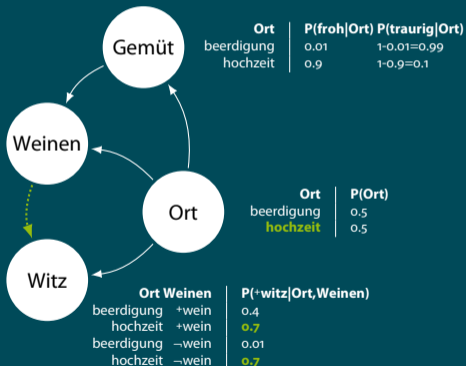 Gemüt
Ort P(froh|Ort) P(traurig|Ort)
beerdigung 0.01 1-0.01=0.99
hochzeit 0.9 1-0.9=0.1
Weinen
Ort
Ort P(Ort)
beerdigung 0.5
hochzeit 0.5
Witz
Ort Weinen P(+witz|Ort,Weinen)
beerdigung +wein 0.4
hochzeit +wein 0.7
beerdigung ¬wein 0.01
hochzeit ¬wein 0.7